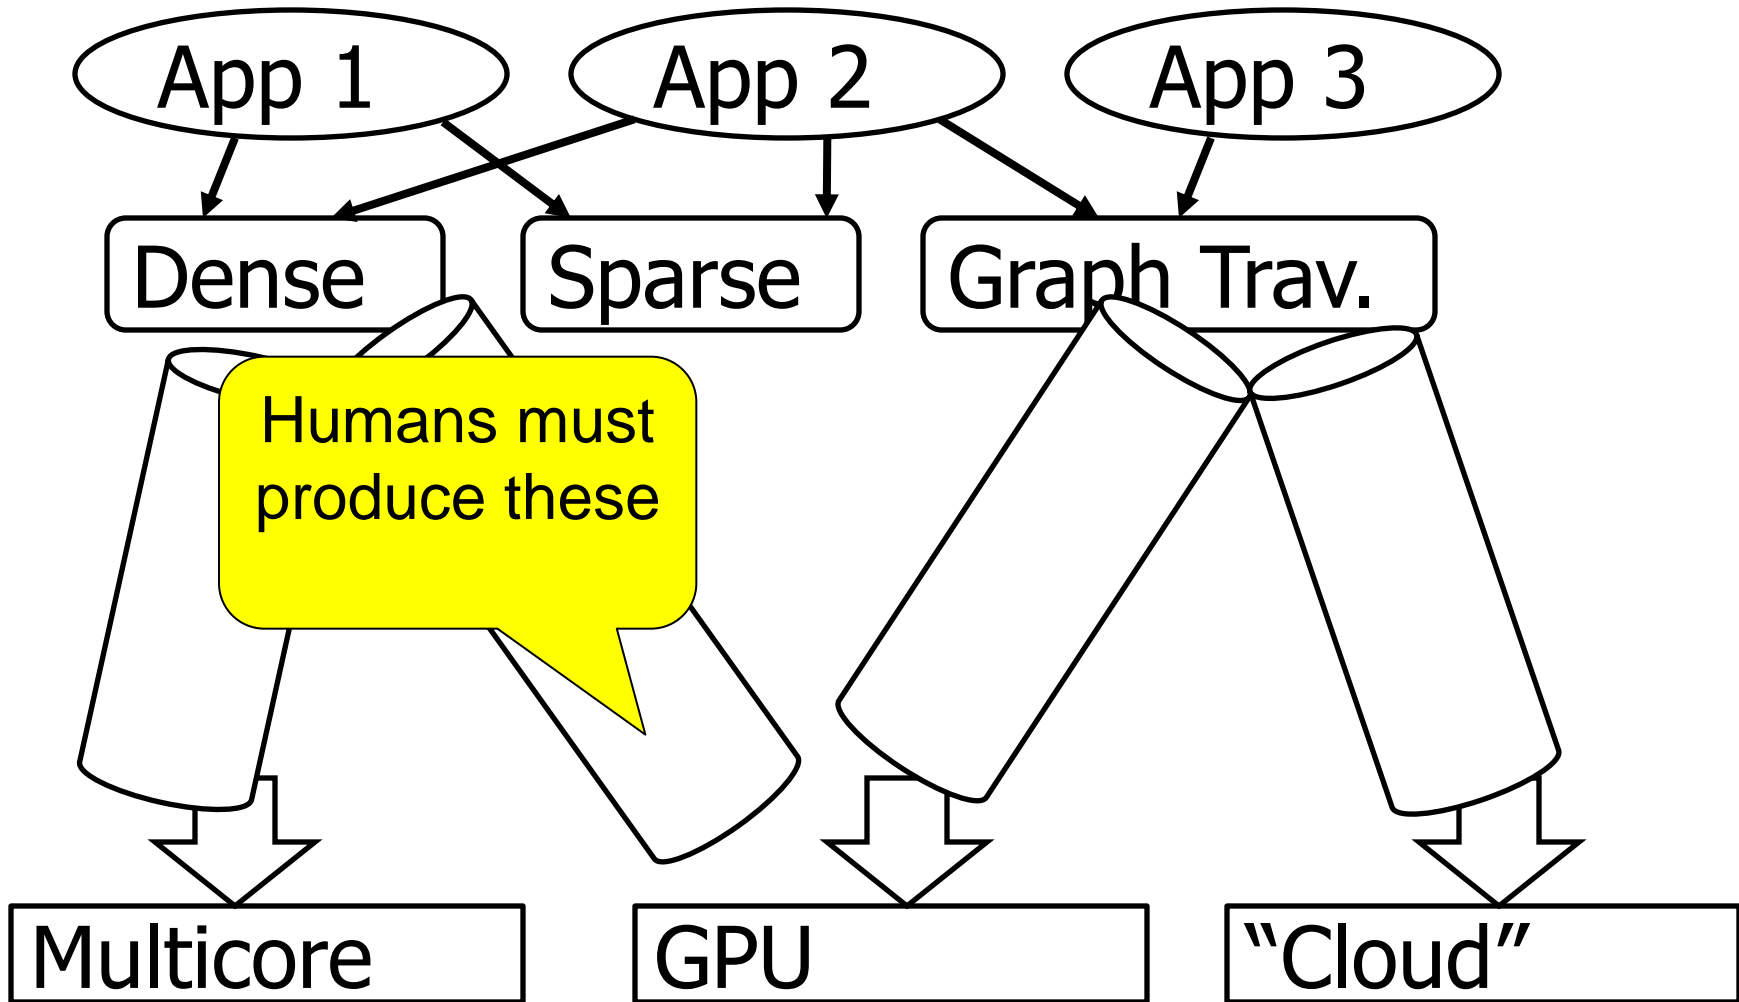 App 1
App 2
App 3
Dense
Sparse
Graph Trav.
Humans must
produce these
Multicore
GPU
“Cloud”